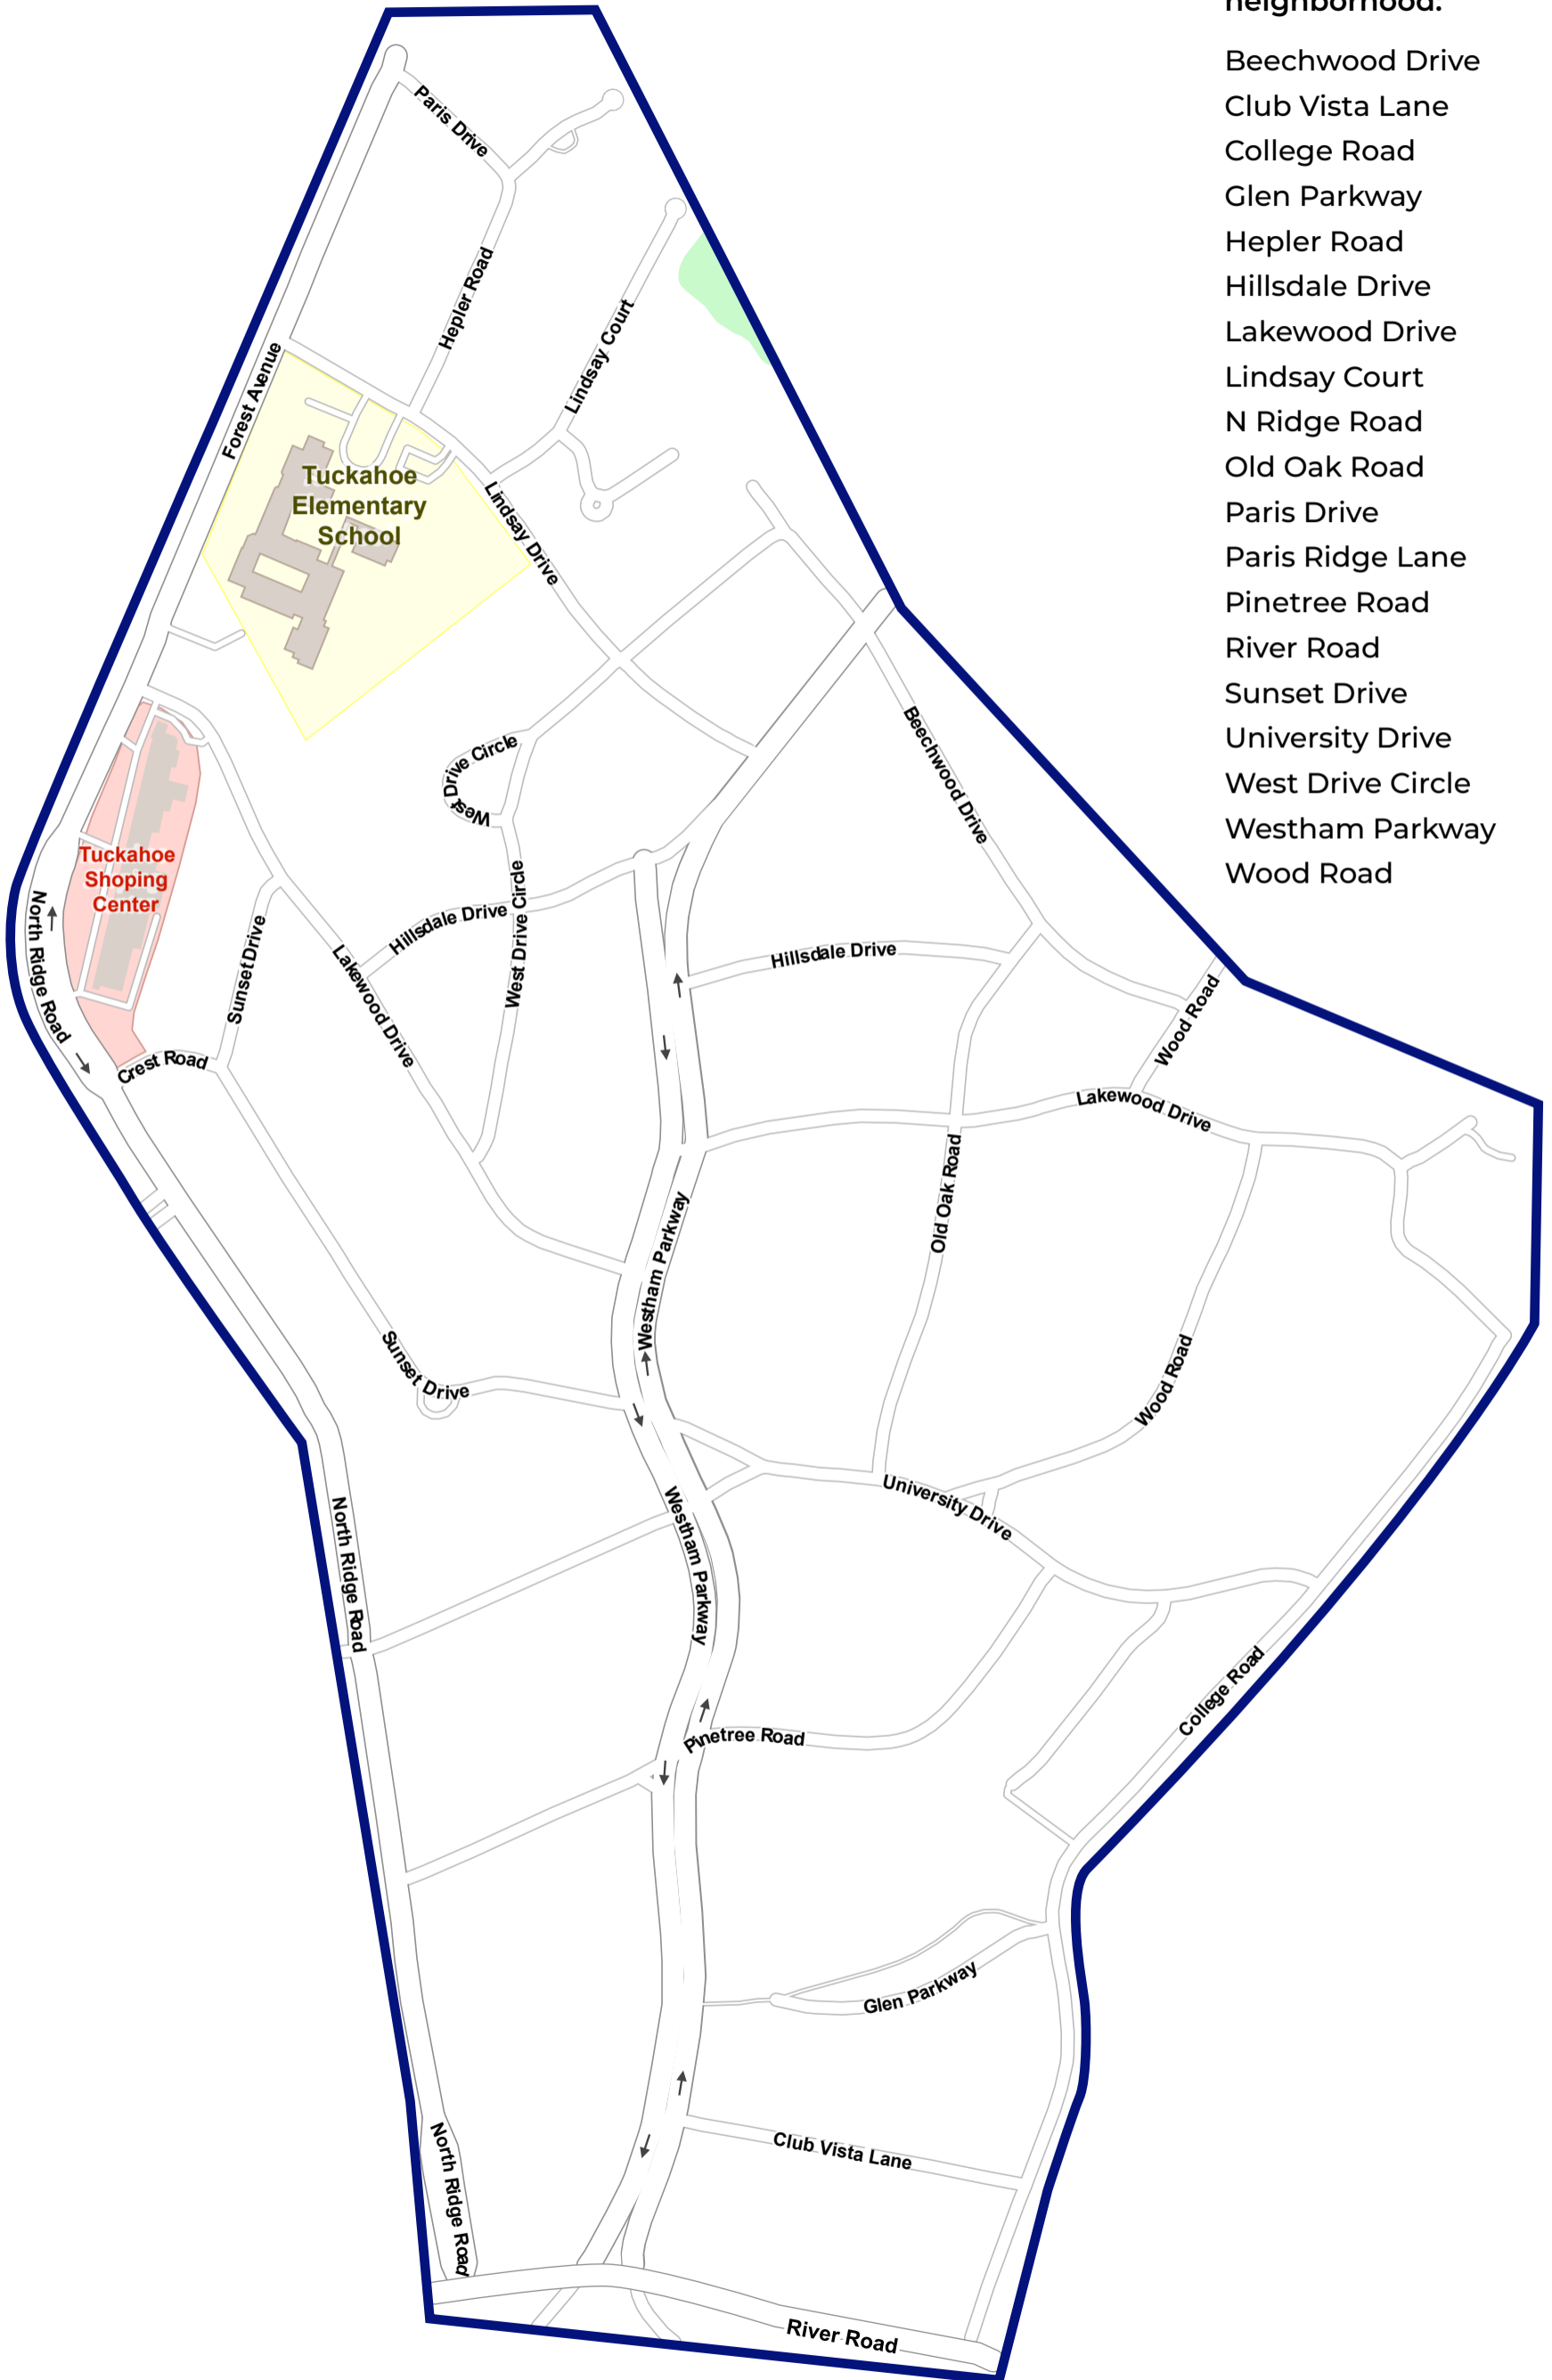 neighborhood:
Beechwood Drive
Club Vista Lane
College Road
Glen Parkway
Hepler Road
Hillsdale Drive
Lakewood Drive
Lindsay Court
N Ridge Road
Old Oak Road
Paris Drive
Paris Ridge Lane
Pinetree Road
River Road
Sunset Drive
University Drive
West Drive Circle
Westham Parkway
Wood Road
Paris Drive
Hepler Road
Lindsay Court
Forest Avenue
Tuckahoe
Elementary
School
Lindsay Drive
West Drive Circle
Beechwood Drive
Tuckahoe
Shoping
Center
North Ridge Road
Hillsdale Drive
West Drive Circle
Hillsdale Drive
Sunset Drive
Lakewood Drive
Crest Road
Wood Road
Lakewood Drive
Old Oak Road
Westham Parkway
Sunset Drive
Wood Road
University Drive
North Ridge Road
Westham Parkway
College Road
Pinetree Road
Glen Parkway
Club Vista Lane
North Ridge Road
River Road